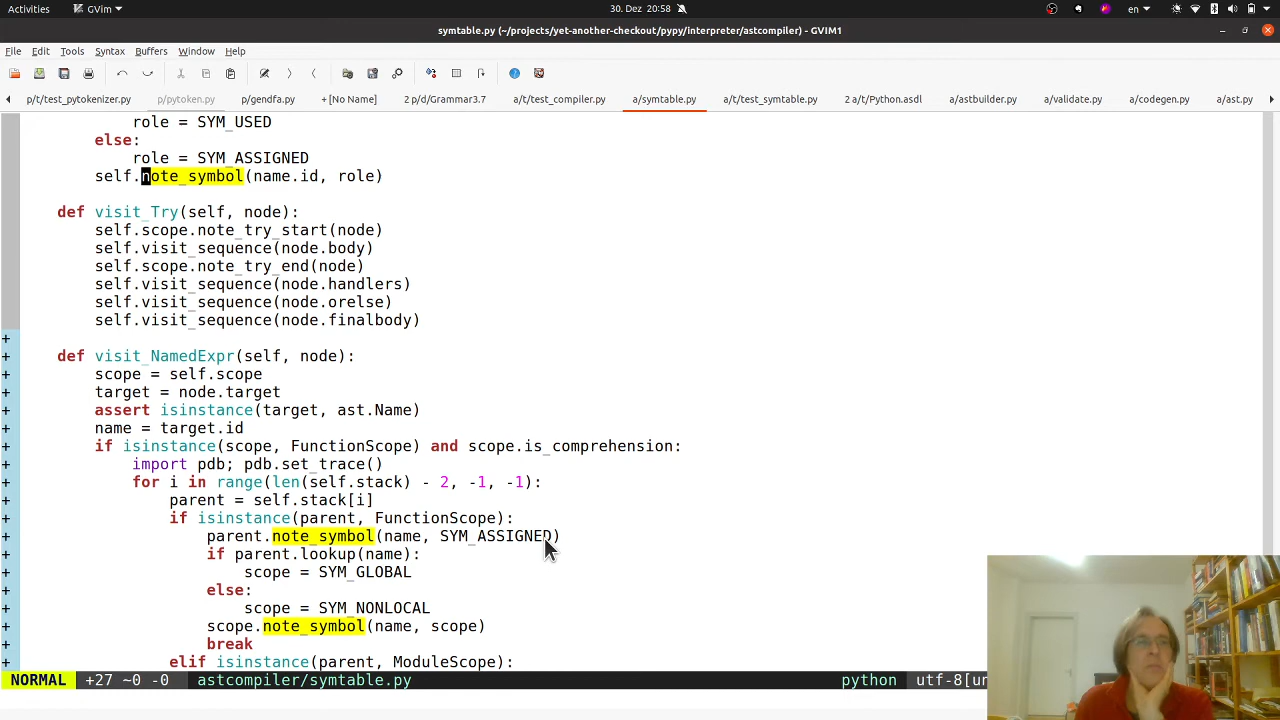 Activities GVim 30. Dez 20:58 en
symtable.py (~/projects/yet-another-checkout/pypy/interpreter/astcompiler) - GVIM1
File Edit Tools Syntax Buffers Window Help
p/t/test_pytokenizer.py p/pytoken.py p/gendfa.py + [No Name] 2 p/d/Grammar3.7 a/t/test_compiler.py a/symtable.py a/t/test_symtable.py 2 a/t/Python.asdl a/astbuilder.py a/validate.py a/codegen.py a/ast.py
role = SYM_USED
else:
role = SYM_ASSIGNED
self.note_symbol(name.id, role)
def visit_Try(self, node):
self.scope.note_try_start(node)
self.visit_sequence(node.body)
self.scope.note_try_end(node)
self.visit_sequence(node.handlers)
self.visit_sequence(node.orelse)
self.visit_sequence(node.finalbody)
+
+ def visit_NamedExpr(self, node):
+ scope = self.scope
+ target = node.target
+ assert isinstance(target, ast.Name)
+ name = target.id
+ if isinstance(scope, FunctionScope) and scope.is_comprehension:
+ import pdb; pdb.set_trace()
+ for i in range(len(self.stack) - 2, -1, -1):
+ parent = self.stack[i]
+ if isinstance(parent, FunctionScope):
+ parent.note_symbol(name, SYM_ASSIGNED)
+ if parent.lookup(name):
+ scope = SYM_GLOBAL
+ else:
+ scope = SYM_NONLOCAL
+ scope.note_symbol(name, scope)
+ break
+ elif isinstance(parent, ModuleScope):
NORMAL +27 ~0 -0 astcompiler/symtable.py python utf-8[un